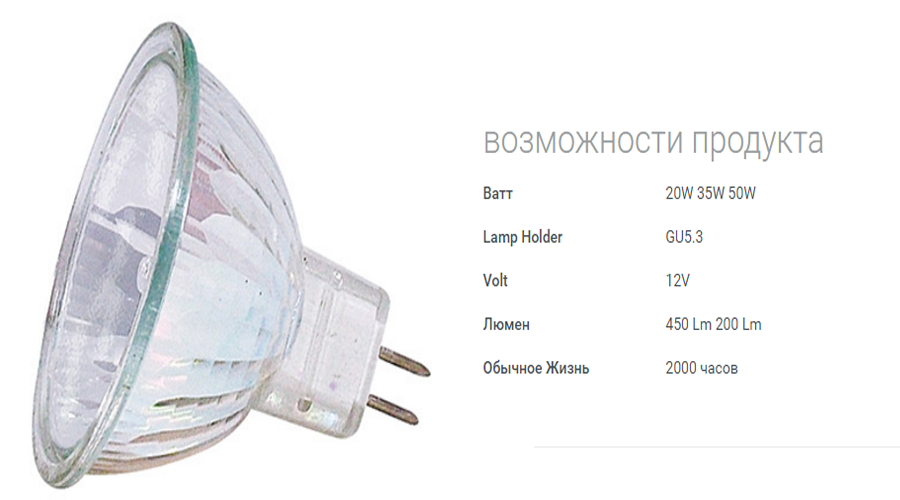 возможности продукта
Ватт 20W 35W 50W
Lamp Holder GU5.3
Volt 12V
Люмен 450 Lm 200 Lm
Обычное Жизнь 2000 часов